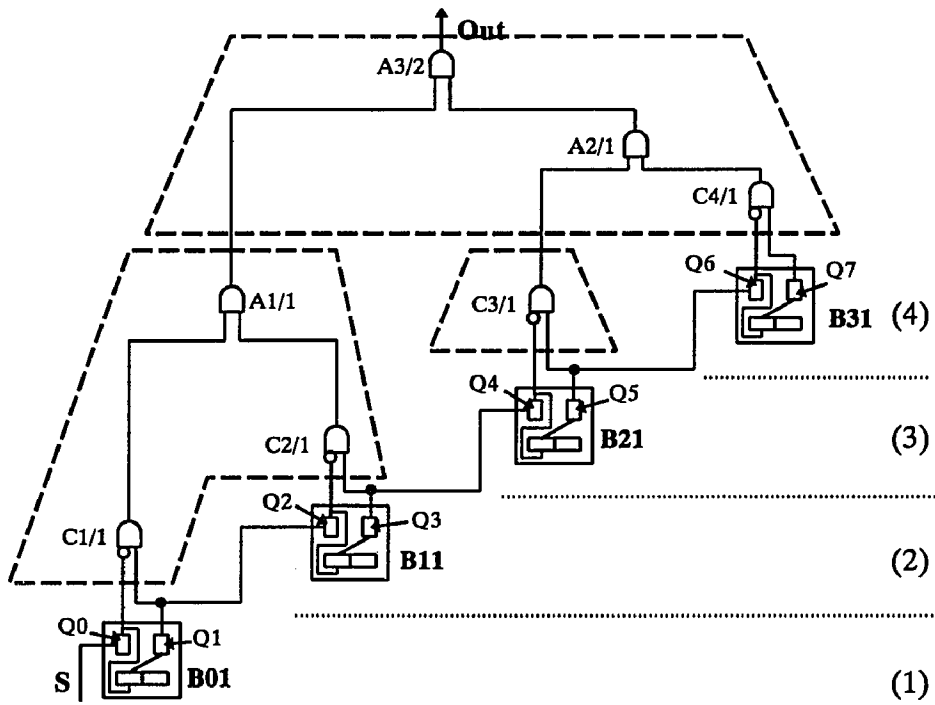 Out
A3/2
A2/1
C4/1
Q6
Q7
A1/1
C3/1
B31
(4)
Q4
Q5
C2/1
B21
(3)
Q2
Q3
C1/1
B11
(2)
Q0
Q1
S
B01
(1)